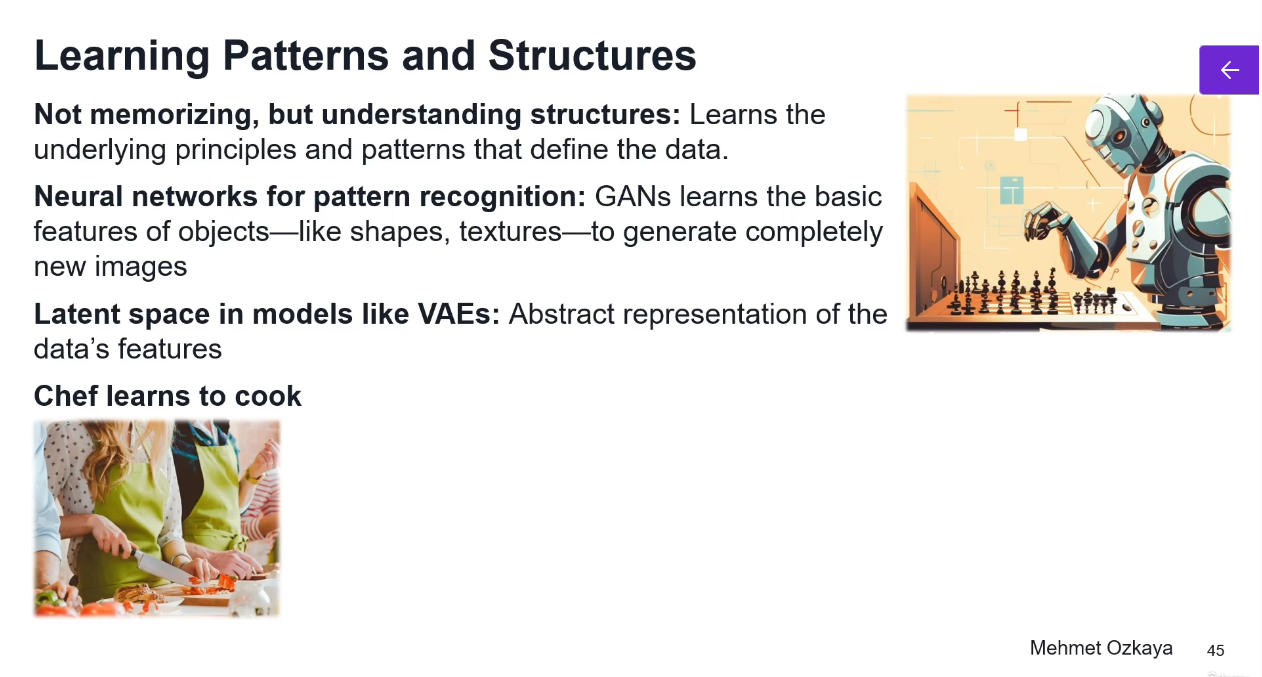 Learning Patterns and Structures
Not memorizing, but understanding structures: Learns the
underlying principles and patterns that define the data.
Neural networks for pattern recognition: GANs learns the basic
features of objects—like shapes, textures—to generate completely
new images
Latent space in models like VAEs: Abstract representation of the
data’s features
Chef learns to cook
Mehmet Ozkaya
45